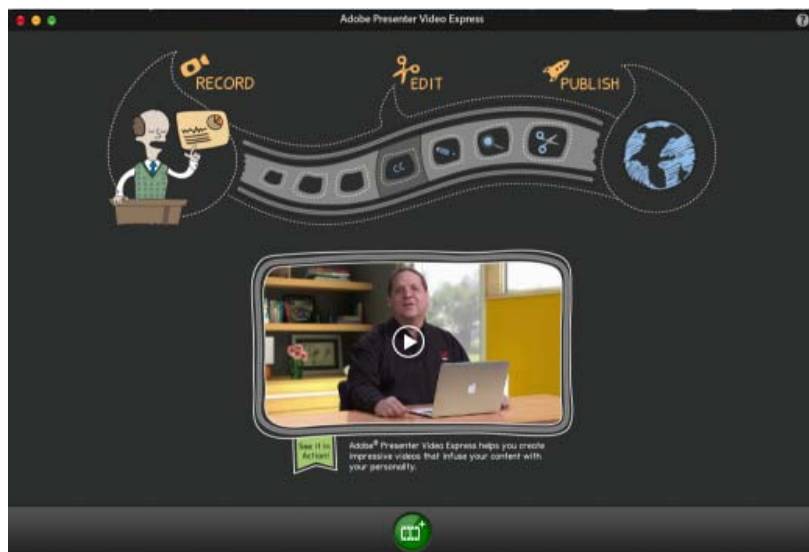 Adobe Presenter Video Express
?
RECORD
EDIT
PUBLISH
CC
See it in
Action!
Adobe® Presenter Video Express helps you create
impressive videos that infuse your content with
your personality.